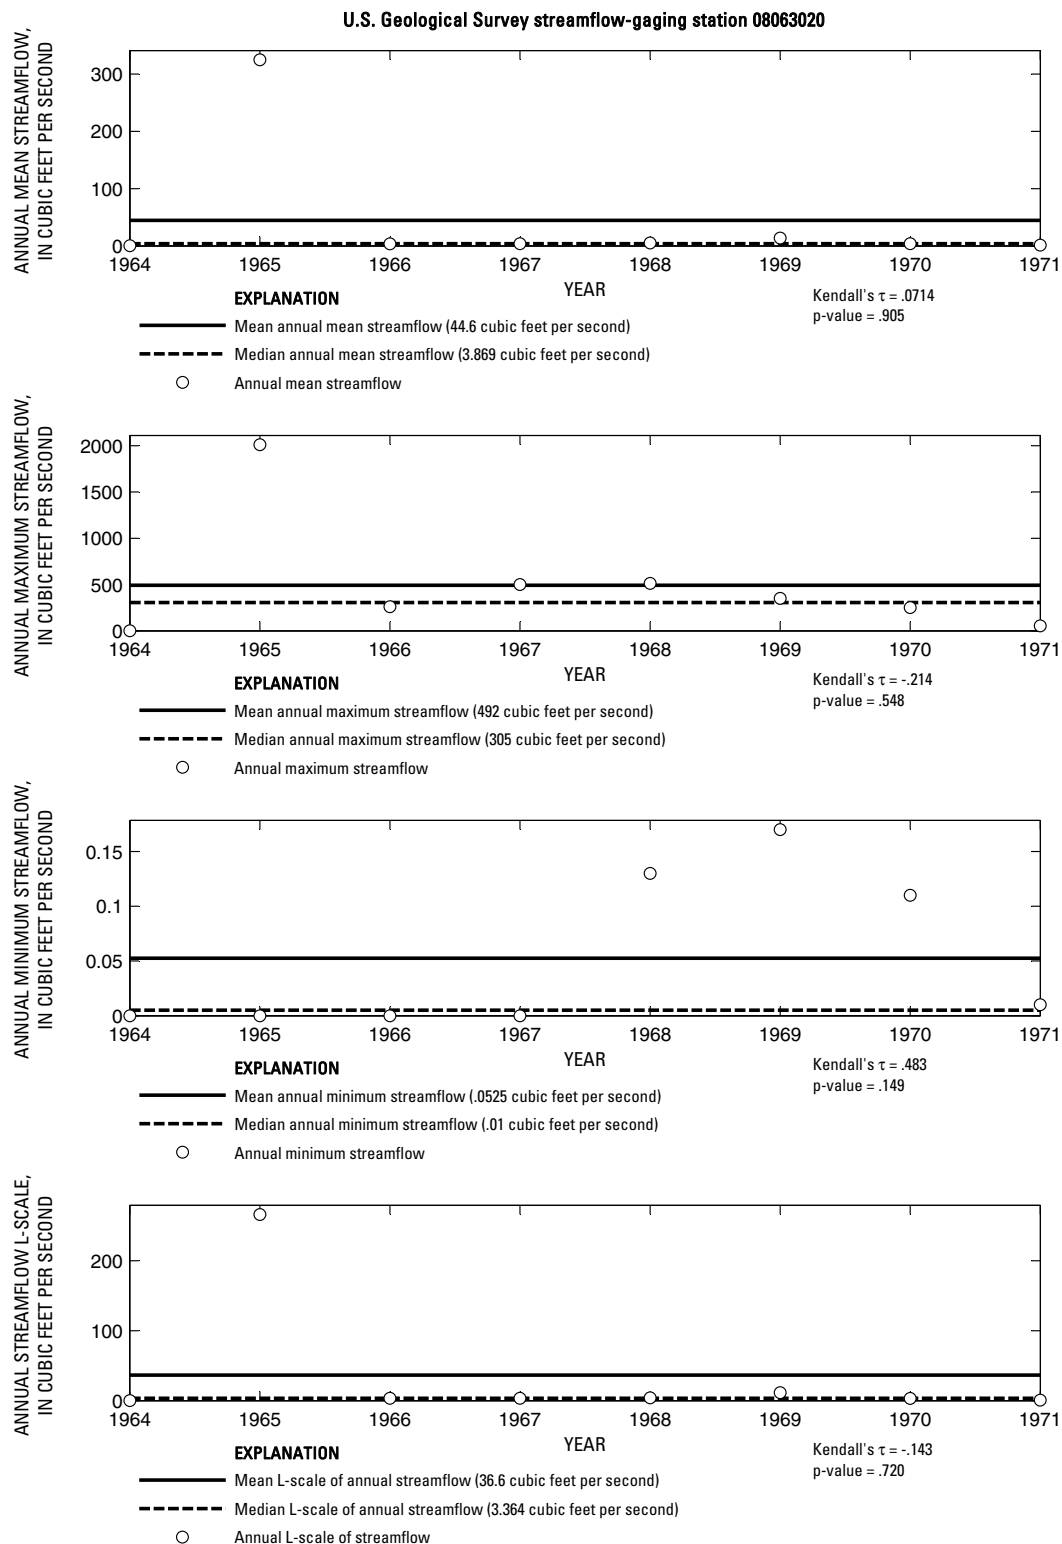 U.S. Geological Survey streamflow-gaging station 08063020
ANNUAL MEAN STREAMFLOW,
IN CUBIC FEET PER SECOND
300
200
100
0
1964 1965 1966 1967 1968 1969 1970 1971
YEAR
Kendall's τ = .0714
p-value = .905
EXPLANATION
Mean annual mean streamflow (44.6 cubic feet per second)
Median annual mean streamflow (3.869 cubic feet per second)
Annual mean streamflow
ANNUAL MAXIMUM STREAMFLOW,
IN CUBIC FEET PER SECOND
2000
1500
1000
500
0
1964 1965 1966 1967 1968 1969 1970 1971
YEAR
Kendall's τ = -.214
p-value = .548
EXPLANATION
Mean annual maximum streamflow (492 cubic feet per second)
Median annual maximum streamflow (305 cubic feet per second)
Annual maximum streamflow
ANNUAL MINIMUM STREAMFLOW,
IN CUBIC FEET PER SECOND
0.15
0.1
0.05
0
1964 1965 1966 1967 1968 1969 1970 1971
YEAR
Kendall's τ = .483
p-value = .149
EXPLANATION
Mean annual minimum streamflow (.0525 cubic feet per second)
Median annual minimum streamflow (.01 cubic feet per second)
Annual minimum streamflow
ANNUAL STREAMFLOW L-SCALE,
IN CUBIC FEET PER SECOND
200
100
0
1964 1965 1966 1967 1968 1969 1970 1971
YEAR
Kendall's τ = -.143
p-value = .720
EXPLANATION
Mean L-scale of annual streamflow (36.6 cubic feet per second)
Median L-scale of annual streamflow (3.364 cubic feet per second)
Annual L-scale of streamflow